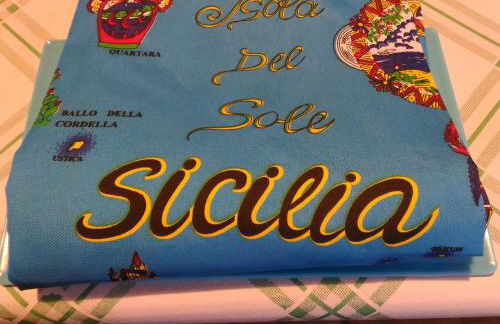 Isola
QUARTARA
Del
BALLO DELLA
CORDELLA
Sole
USTICA
Sicilia